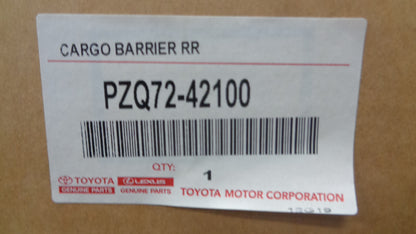 CARGO BARRIER RR
PZQ72-42100
QTY: 1
TOYOTA LEXUS
GENUINE PARTS GENUINE PARTS TOYOTA MOTOR CORPORATION